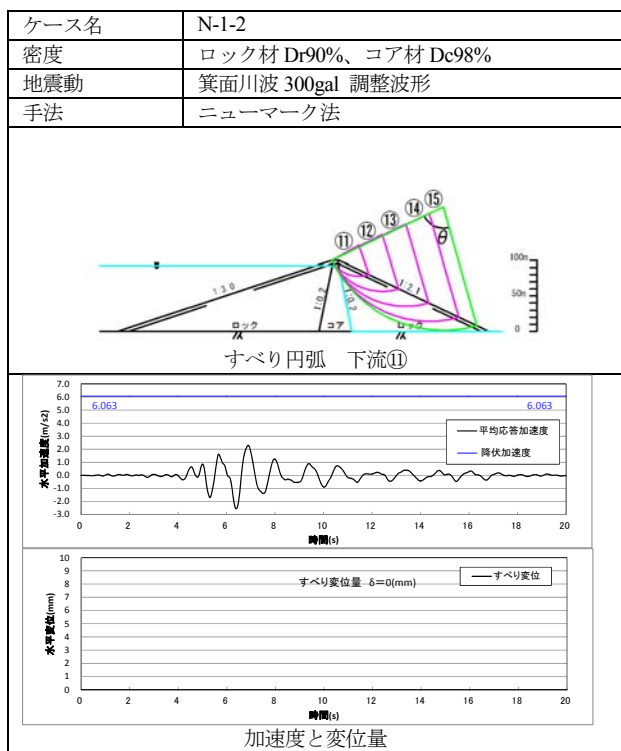 ケース名 N-1-2
密度 ロック材 Dr90%、コア材 Dc98%
地震動 箕面川波 300gal 調整波形
手法 ニューマーク法
⑪ ⑫ ⑬ ⑭ ⑮
θ
1:3.0
1:0.2
1:0.2
1:2.1
100m
50m
0
ロック
コア
ロック
すべり円弧 下流⑪
水平加速度(m/s2)
7.0
6.0
5.0
4.0
3.0
2.0
1.0
0.0
-1.0
-2.0
-3.0
6.063
6.063
平均応答加速度
降伏加速度
0 2 4 6 8 10 12 14 16 18 20
時間(s)
水平変位(mm)
10
9
8
7
6
5
4
3
2
1
0
すべり変位量 δ=0(mm)
すべり変位
0 2 4 6 8 10 12 14 16 18 20
時間(s)
加速度と変位量